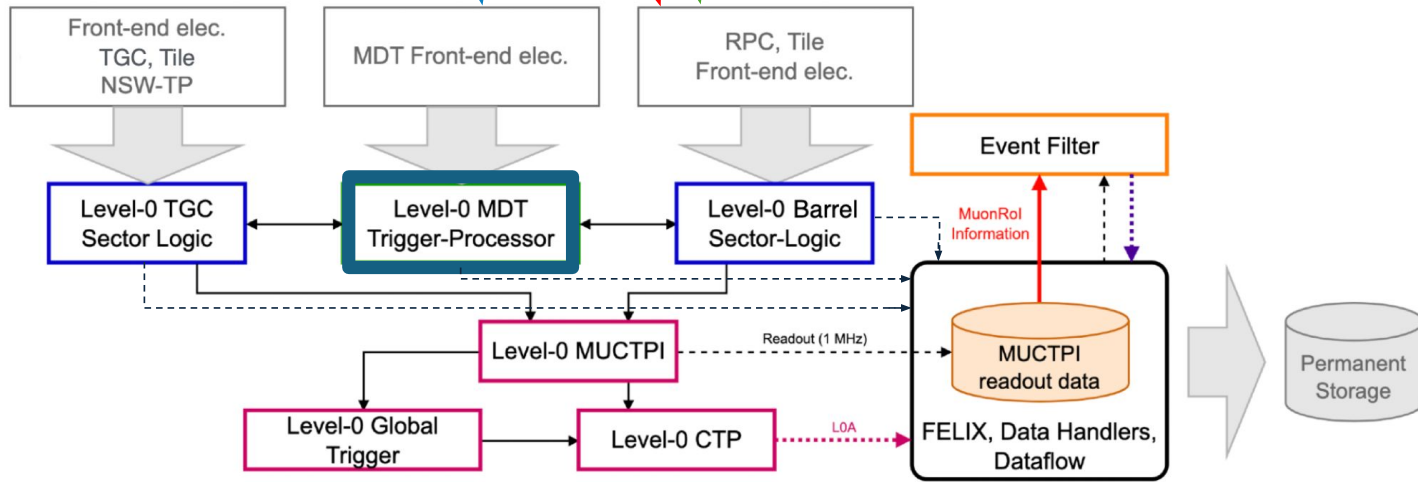 Front-end elec.
TGC, Tile
NSW-TP
MDT Front-end elec.
RPC, Tile
Front-end elec.
Event Filter
Level-0 TGC
Sector Logic
Level-0 MDT
Trigger-Processor
Level-0 Barrel
Sector-Logic
MuonRoI
Information
Level-0 MUCTPI
Readout (1 MHz)
MUCTPI
readout data
Permanent
Storage
Level-0 Global
Trigger
Level-0 CTP
L0A
FELIX, Data Handlers,
Dataflow